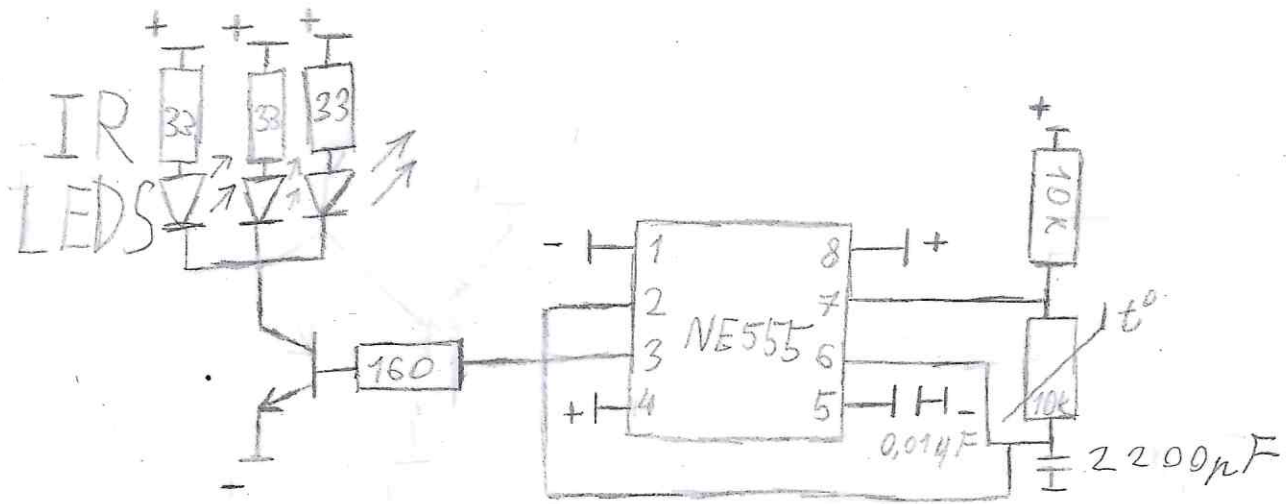 + + +
33 33 33
IR
LEDS
+
10k
- 1 8 +
2 7
NE555
t°
3 6
160
+ 4 5 -
10k
0,01μF
2200pF
-